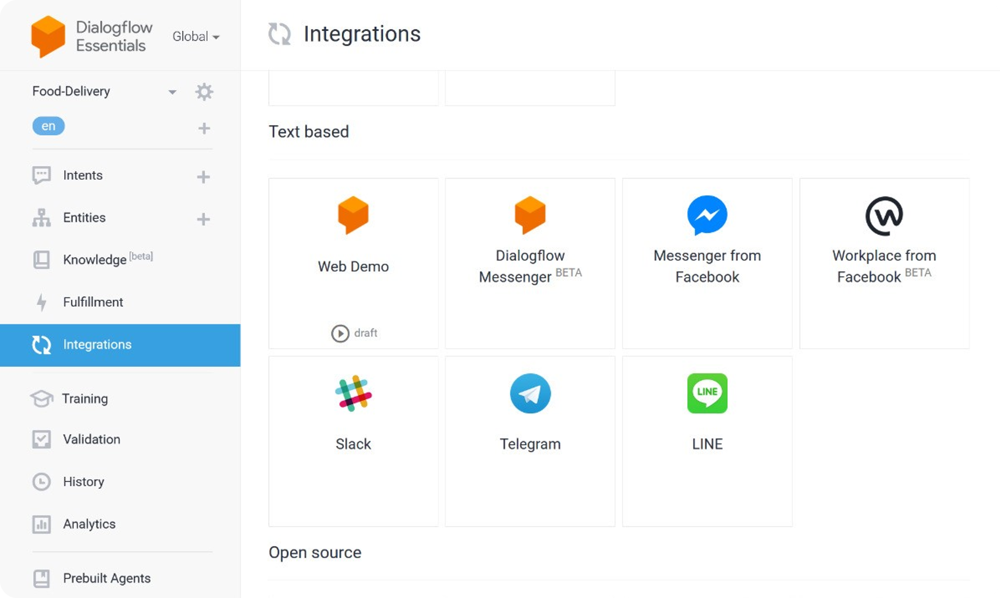 Dialogflow
Essentials
Global
Food-Delivery
en
Intents
Entities
Knowledge [beta]
Fulfillment
Integrations
Training
Validation
History
Analytics
Prebuilt Agents
Integrations
Text based
Web Demo
draft
Dialogflow
Messenger BETA
Messenger from
Facebook
Workplace from
Facebook BETA
Slack
Telegram
LINE
LINE
Open source